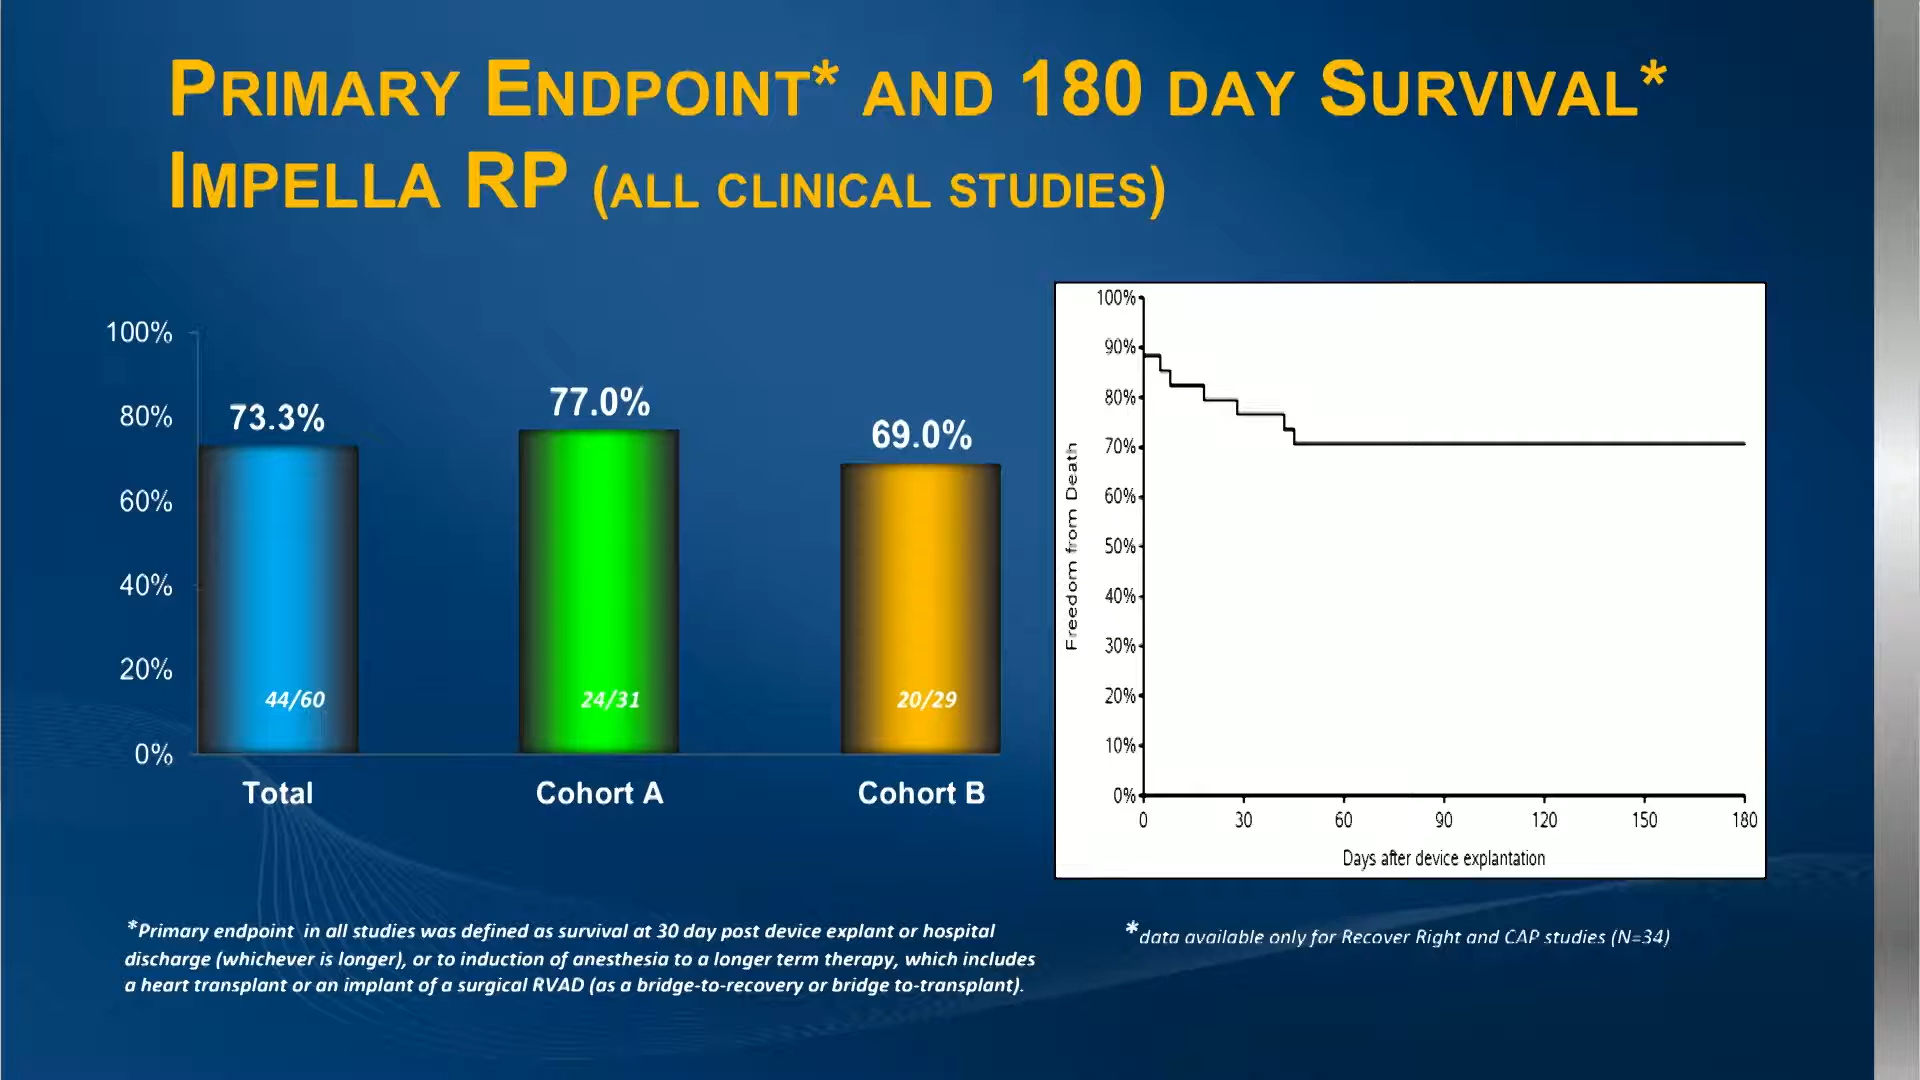 PRIMARY ENDPOINT* AND 180 DAY SURVIVAL*
IMPELLA RP (ALL CLINICAL STUDIES)
100%
80%
60%
40%
20%
0%
73.3%
77.0%
69.0%
44/60
24/31
20/29
Total
Cohort A
Cohort B
*Primary endpoint in all studies was defined as survival at 30 day post device explant or hospital
discharge (whichever is longer), or to induction of anesthesia to a longer term therapy, which includes
a heart transplant or an implant of a surgical RVAD (as a bridge-to-recovery or bridge to-transplant).
Freedom from Death
100%
90%
80%
70%
60%
50%
40%
30%
20%
10%
0%
0 30 60 90 120 150 180
Days after device explantation
*data available only for Recover Right and CAP studies (N=34)